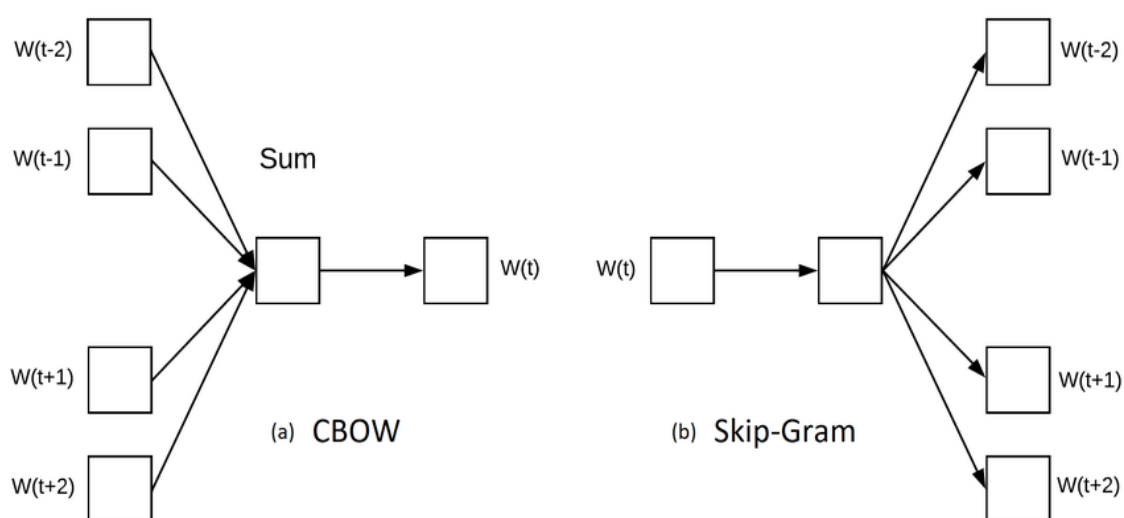 W(t-2)
W(t-1)
Sum
W(t)
W(t+1)
W(t+2)
(a) CBOW
W(t-2)
W(t-1)
W(t)
W(t+1)
W(t+2)
(b) Skip-Gram